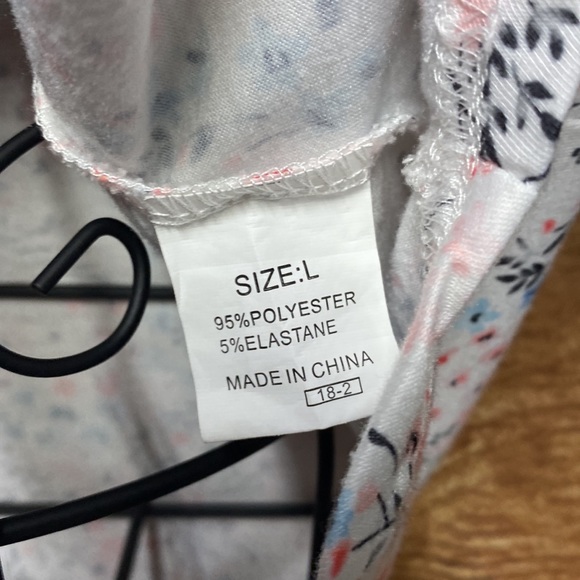 SIZE:L
95%POLYESTER
5%ELASTANE
MADE IN CHINA
18-2